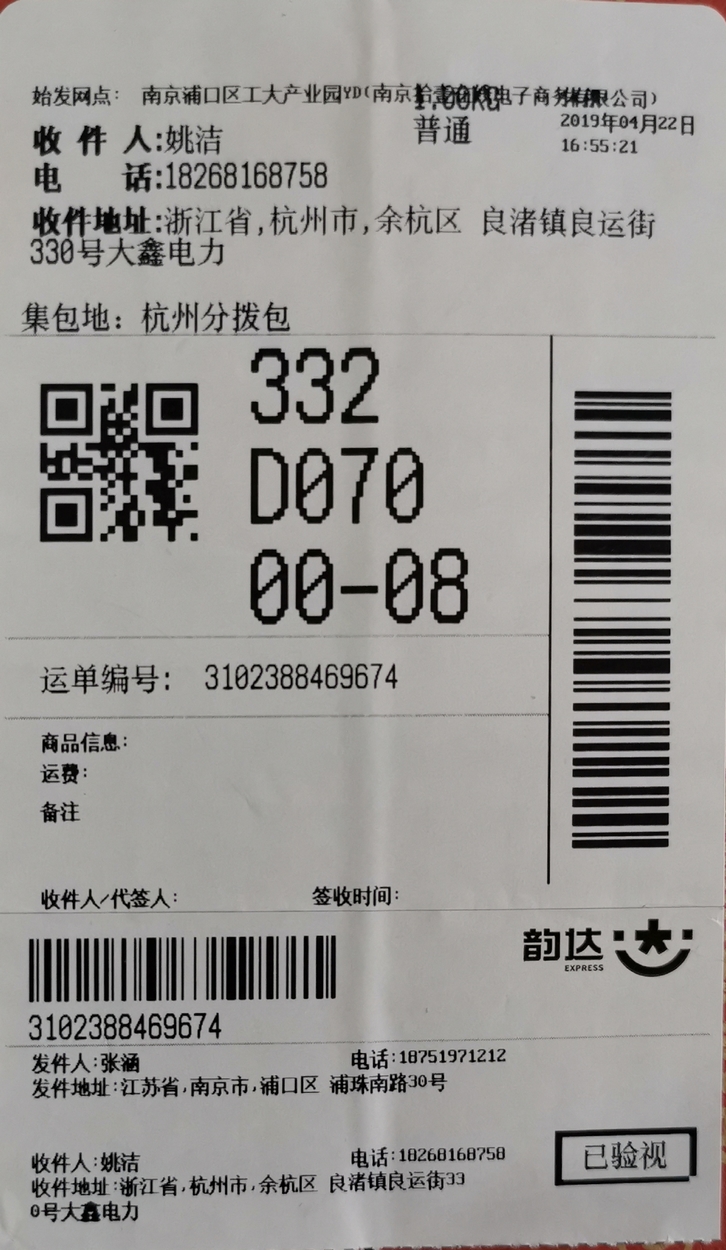 始发网点: 南京浦口区工大产业园YD(南京拾 电子商务有限公司)
1.00KG
普通
2019年04月22日
16:55:21
收件人:姚洁
电 话:18268168758
收件地址:浙江省,杭州市,余杭区 良渚镇良运街
330号大鑫电力
集包地: 杭州分拨包
332
D070
00-08
运单编号: 3102388469674
商品信息:
运费:
备注
收件人/代签人: 签收时间:
韵达
EXPRESS
3102388469674
发件人:张涵 电话:18751971212
发件地址:江苏省,南京市,浦口区 浦珠南路30号
收件人:姚洁 电话:18268168758
收件地址:浙江省,杭州市,余杭区 良渚镇良运街33
0号大鑫电力
已验视